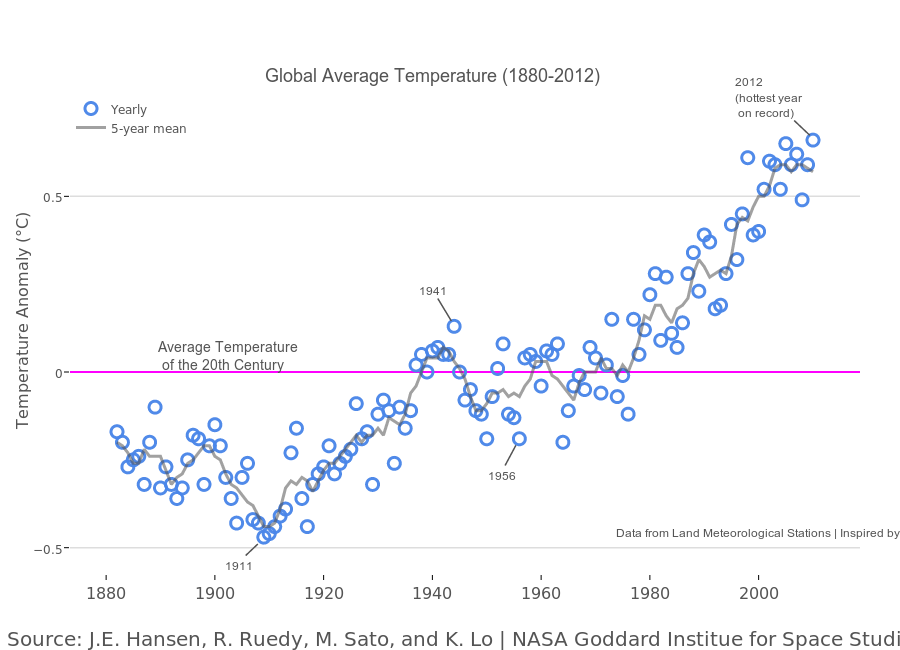 Global Average Temperature (1880-2012)
2012
(hottest year
on record)
Yearly
5-year mean
0.5
Temperature Anomaly (°C)
1941
Average Temperature
of the 20th Century
0
1956
Data from Land Meteorological Stations | Inspired by
−0.5
1911
1880
1900
1920
1940
1960
1980
2000
Source: J.E. Hansen, R. Ruedy, M. Sato, and K. Lo | NASA Goddard Institue for Space Studi